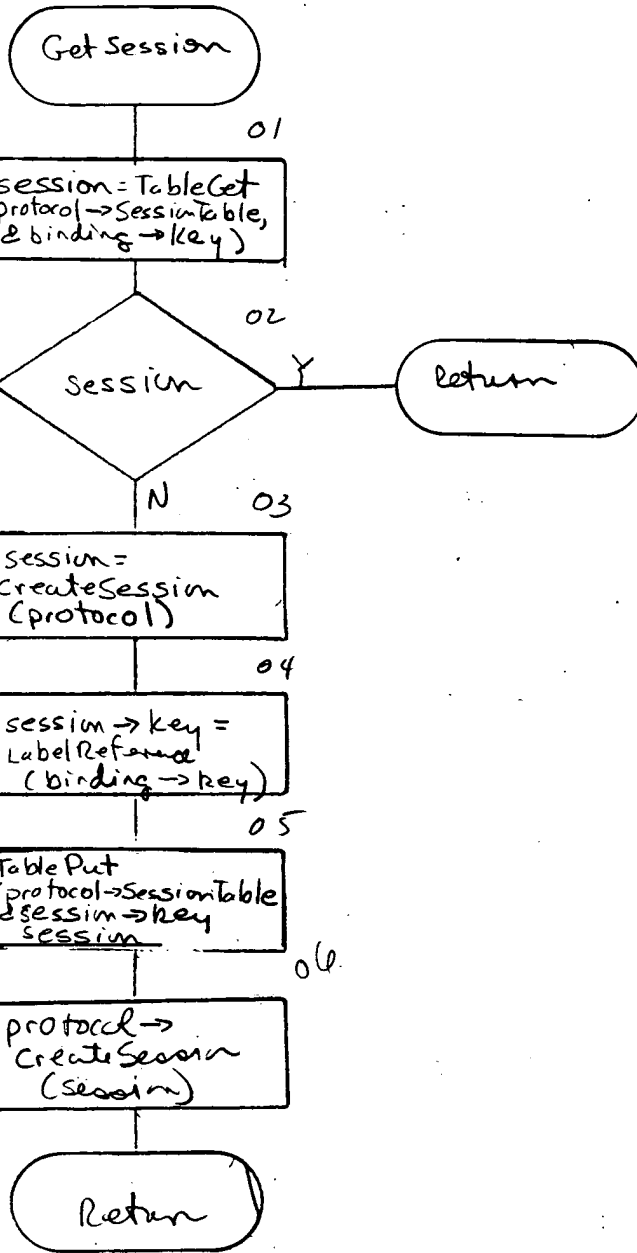 Get Session
01
session = TableGet
protocol→SessionTable,
& binding→key)
02
session
Y
Return
N
03
session =
CreateSession
(protocol)
04
session→key =
LabelReference
(binding→key)
05
TablePut
protocol→SessionTable
&session→key
session
06
protocol→
CreateSession
(session)
Return